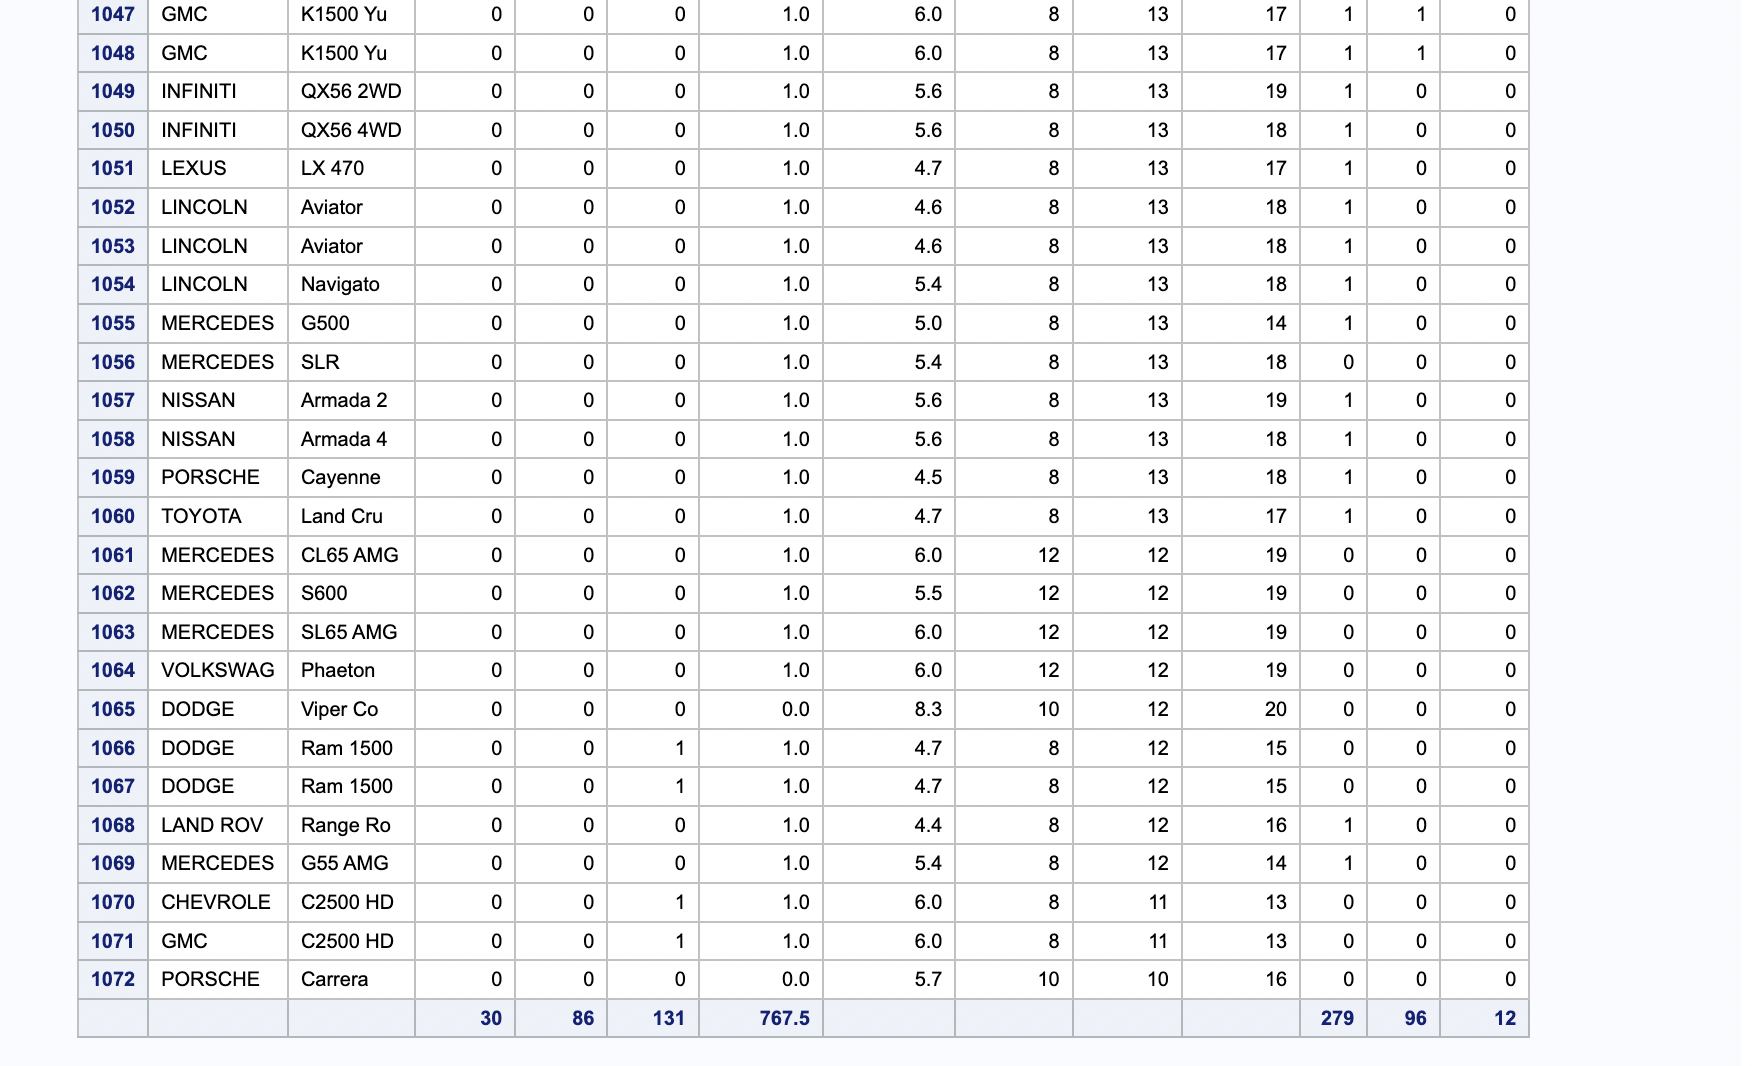 1047 GMC K1500 Yu 0 0 0 1.0 6.0 8 13 17 1 1 0
1048 GMC K1500 Yu 0 0 0 1.0 6.0 8 13 17 1 1 0
1049 INFINITI QX56 2WD 0 0 0 1.0 5.6 8 13 19 1 0 0
1050 INFINITI QX56 4WD 0 0 0 1.0 5.6 8 13 18 1 0 0
1051 LEXUS LX 470 0 0 0 1.0 4.7 8 13 17 1 0 0
1052 LINCOLN Aviator 0 0 0 1.0 4.6 8 13 18 1 0 0
1053 LINCOLN Aviator 0 0 0 1.0 4.6 8 13 18 1 0 0
1054 LINCOLN Navigato 0 0 0 1.0 5.4 8 13 18 1 0 0
1055 MERCEDES G500 0 0 0 1.0 5.0 8 13 14 1 0 0
1056 MERCEDES SLR 0 0 0 1.0 5.4 8 13 18 0 0 0
1057 NISSAN Armada 2 0 0 0 1.0 5.6 8 13 19 1 0 0
1058 NISSAN Armada 4 0 0 0 1.0 5.6 8 13 18 1 0 0
1059 PORSCHE Cayenne 0 0 0 1.0 4.5 8 13 18 1 0 0
1060 TOYOTA Land Cru 0 0 0 1.0 4.7 8 13 17 1 0 0
1061 MERCEDES CL65 AMG 0 0 0 1.0 6.0 12 12 19 0 0 0
1062 MERCEDES S600 0 0 0 1.0 5.5 12 12 19 0 0 0
1063 MERCEDES SL65 AMG 0 0 0 1.0 6.0 12 12 19 0 0 0
1064 VOLKSWAG Phaeton 0 0 0 1.0 6.0 12 12 19 0 0 0
1065 DODGE Viper Co 0 0 0 0.0 8.3 10 12 20 0 0 0
1066 DODGE Ram 1500 0 0 1 1.0 4.7 8 12 15 0 0 0
1067 DODGE Ram 1500 0 0 1 1.0 4.7 8 12 15 0 0 0
1068 LAND ROV Range Ro 0 0 0 1.0 4.4 8 12 16 1 0 0
1069 MERCEDES G55 AMG 0 0 0 1.0 5.4 8 12 14 1 0 0
1070 CHEVROLE C2500 HD 0 0 1 1.0 6.0 8 11 13 0 0 0
1071 GMC C2500 HD 0 0 1 1.0 6.0 8 11 13 0 0 0
1072 PORSCHE Carrera 0 0 0 0.0 5.7 10 10 16 0 0 0
30 86 131 767.5 279 96 12